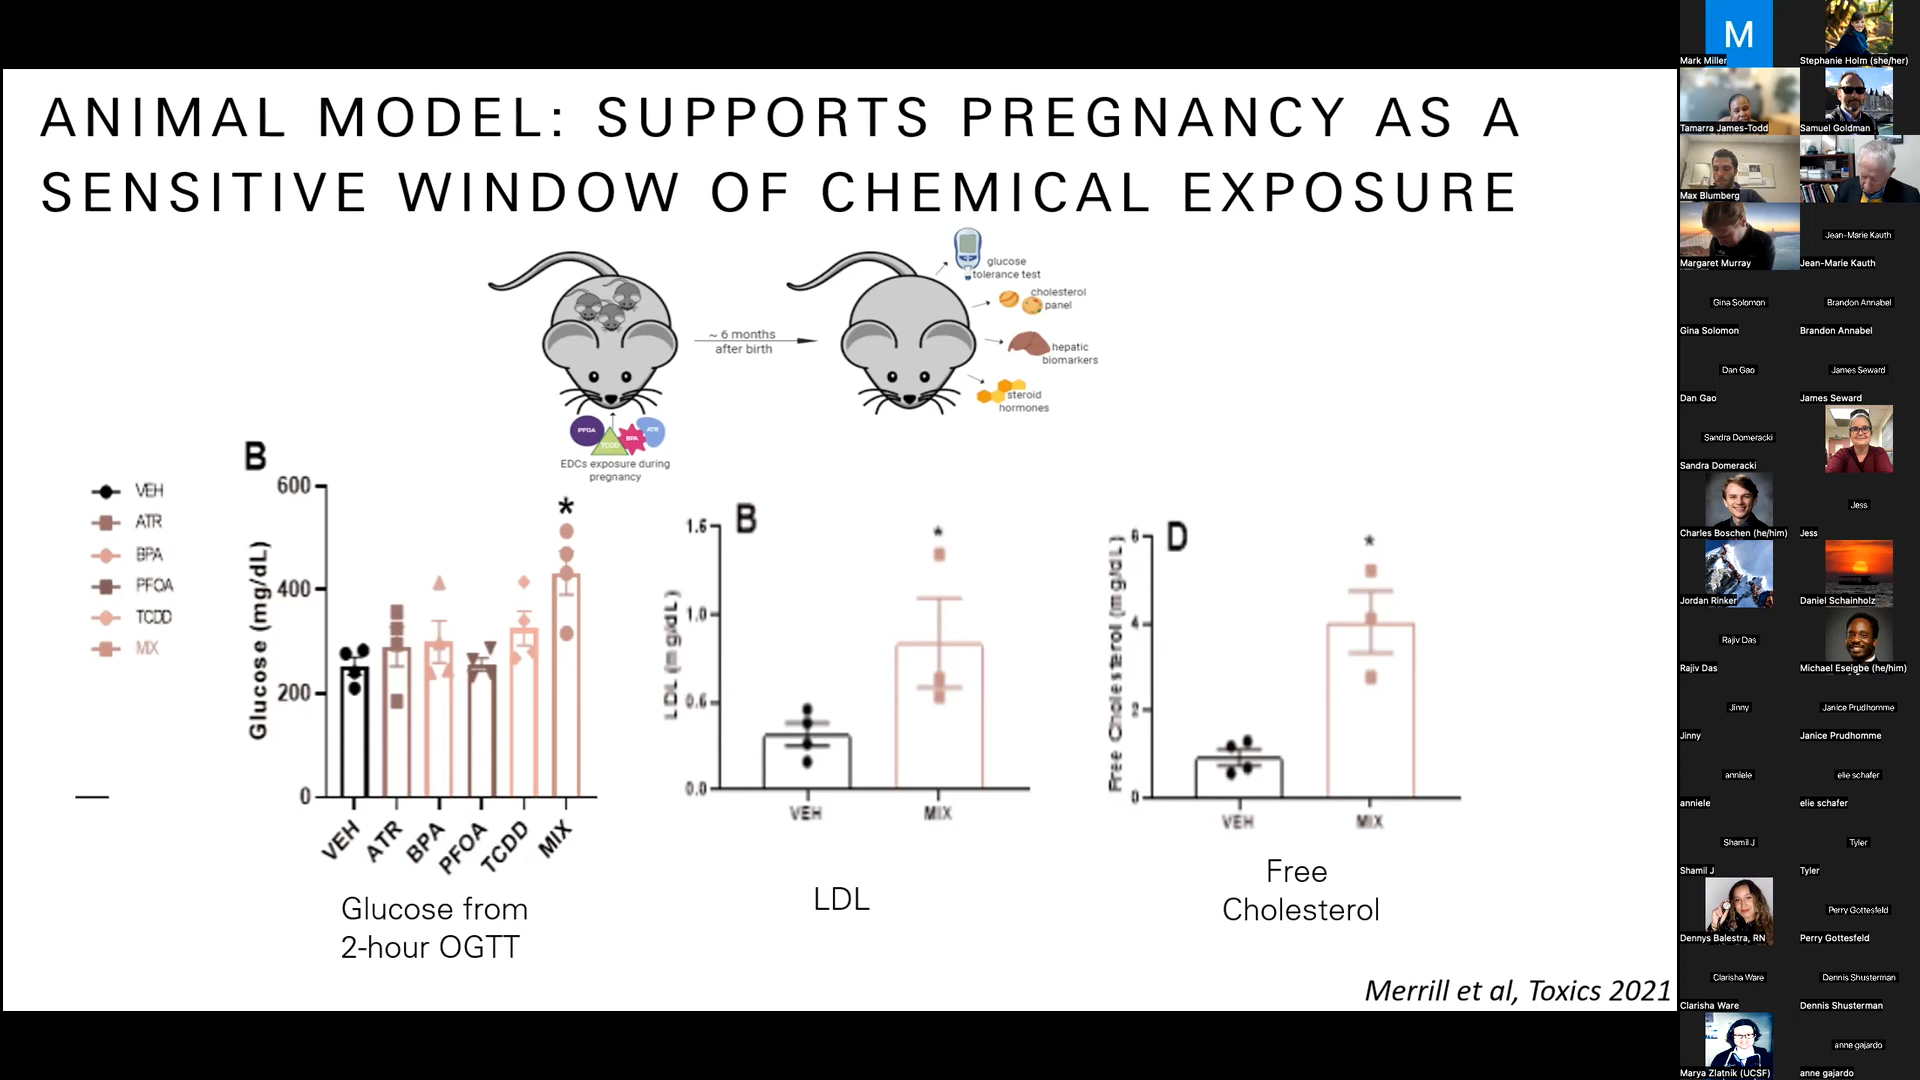 ANIMAL MODEL: SUPPORTS PREGNANCY AS A
SENSITIVE WINDOW OF CHEMICAL EXPOSURE
glucose
tolerance test
cholesterol
panel
~ 6 months
after birth
hepatic
biomarkers
steroid
hormones
PFOA
TCDD
BPA
ATR
EDCs exposure during
pregnancy
VEH
ATR
BPA
PFOA
TCDD
MIX
B
Glucose (mg/dL)
600
400
200
0
*
VEH
ATR
BPA
PFOA
TCDD
MIX
Glucose from
2-hour OGTT
B
LDL (mg/dL)
1.5
1.0
0.5
0.0
*
VEH
MIX
LDL
D
Free Cholesterol (mg/dL)
6
4
2
0
*
VEH
MIX
Free
Cholesterol
Merrill et al, Toxics 2021
M
Mark Miller
Stephanie Holm (she/her)
Tamarra James-Todd
Samuel Goldman
Max Blumberg
Margaret Murray
Jean-Marie Kauth
Jean-Marie Kauth
Gina Solomon
Gina Solomon
Brandon Annabel
Brandon Annabel
Dan Gao
Dan Gao
James Seward
James Seward
Sandra Domeracki
Sandra Domeracki
Charles Boschen (he/him)
Jess
Jess
Jordan Rinker
Daniel Schainholz
Rajiv Das
Rajiv Das
Michael Eseigbe (he/him)
Jinny
Jinny
Janice Prudhomme
Janice Prudhomme
anniele
anniele
elie schafer
elie schafer
Shamil J
Shamil J
Tyler
Tyler
Dennys Balestra, RN
Perry Gottesfeld
Perry Gottesfeld
Clarisha Ware
Clarisha Ware
Dennis Shusterman
Dennis Shusterman
Marya Zlatnik (UCSF)
anne gajardo
anne gajardo